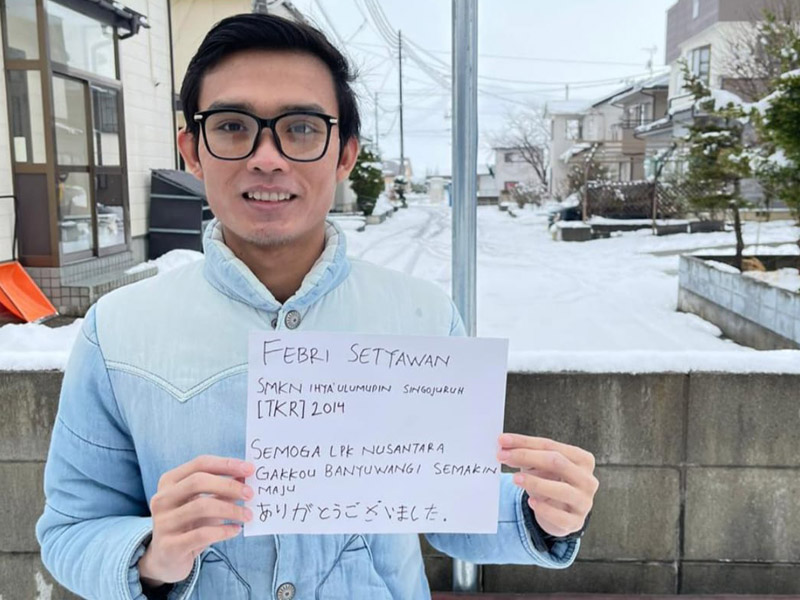 FEBRI SETYAWAN
SMKN IHYA'ULUMUDIN SINGOJURUH
[TKR] 2014
SEMOGA LPK NUSANTARA
GAKKOU BANYUWANGI SEMAKIN
MAJU
ありがとうございました.